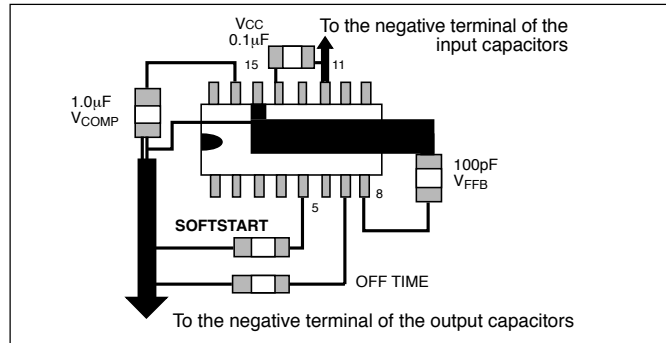 To the negative terminal of the
input capacitors
VCC
0.1μF
15
11
1.0μF
VCOMP
100pF
VFFB
5
8
SOFTSTART
OFF TIME
To the negative terminal of the output capacitors